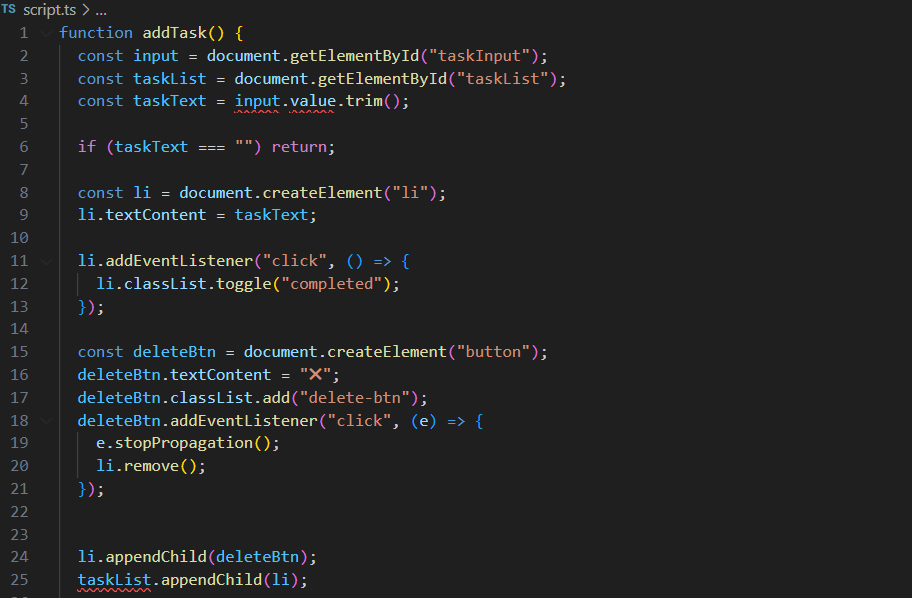 TS script.ts > ...
1 function addTask() {
2 const input = document.getElementById("taskInput");
3 const taskList = document.getElementById("taskList");
4 const taskText = input.value.trim();
5
6 if (taskText === "") return;
7
8 const li = document.createElement("li");
9 li.textContent = taskText;
10
11 li.addEventListener("click", () => {
12 li.classList.toggle("completed");
13 });
14
15 const deleteBtn = document.createElement("button");
16 deleteBtn.textContent = "❌";
17 deleteBtn.classList.add("delete-btn");
18 deleteBtn.addEventListener("click", (e) => {
19 e.stopPropagation();
20 li.remove();
21 });
22
23
24 li.appendChild(deleteBtn);
25 taskList.appendChild(li);